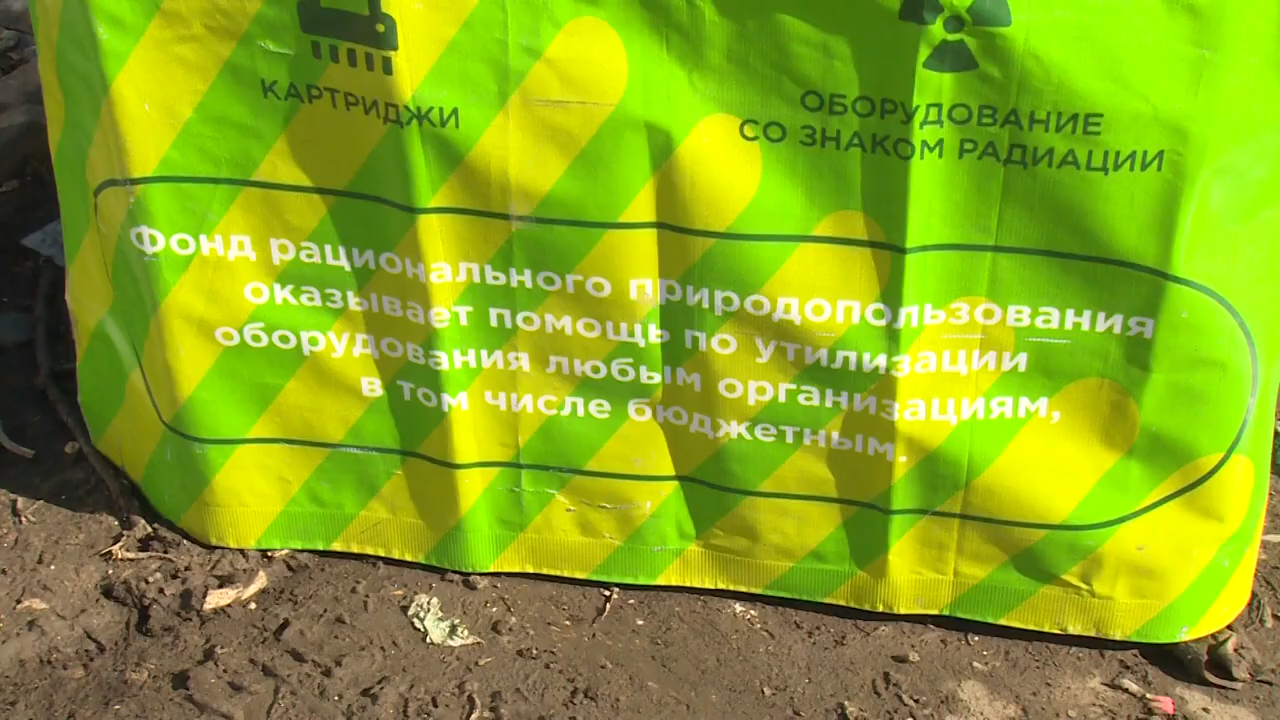 КАРТРИДЖИ
ОБОРУДОВАНИЕ
СО ЗНАКОМ РАДИАЦИИ
Фонд рационального природопользования
оказывает помощь по утилизации
оборудования любым организациям,
в том числе бюджетным.